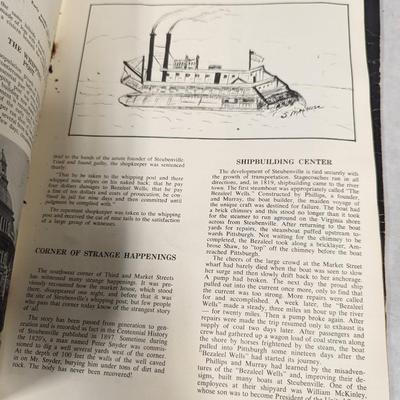 S. Mouse
tied to the hands of the astute founder of Steubenville.
Tried and found guilty, the shopkeeper was sentenced
thusly:
"That he be taken to the whipping post and there
whipped nine stripes on his naked back; that he pay
four dollars damages to Bezaleel Wells, that he pay
a fine of five dollars and costs of prosecution, be con-
fined in jail for nine days and then committed until
judgment be complied with."
The repentant shopkeeper was taken to the whipping
post and received the cat of nine tails to the satisfaction
of a large group of witnesses.
CORNER OF STRANGE HAPPENINGS
The southwest corner of Third and Market Streets
has witnessed many strange happenings. It was pre-
viously recounted how the market house, which stood
there, disappeared one night, and before that it was
the site of Steubenville's whipping post; but few people
who pass that corner today know of the strangest story
of all.
The story has been passed from generation to gen-
eration and is recorded as fact in the Centennial History
of Steubenville published in 1897. Sometime during
the 1820's, a man named Peter Snyder was commis-
sioned to dig a well several yards west of the corner.
At the depth of 100 feet the walls of the well caved
in on Mr. Snyder, burying him under tons of dirt and
rock. The body has never been recovered!
SHIPBUILDING CENTER
The development of Steubenville is tied securely with
the growth of transportation. Stagecoaches ran in all
directions, and, in 1819, shipbuilding came to the river
town. The first steamboat was appropriately called "The
Bezaleel Wells." Constructed by Phillips, a foundryman,
and Murray, the boat builder, the maiden voyage of
the unique craft was destined for failure. The boat had
a brick chimney and this stood no longer than it took
for the steamer to run aground on the Virginia shore
across from Steubenville. After returning to the boat
yards for repairs, the steamboat puffed upstream to-
wards Pittsburgh. Not waiting for the chimney to be
completed, the Bezaleel took along a bricklayer, Am-
brose Shaw, to "top" off the chimney before the boat
reached Pittsburgh.
The cheers of the large crowd at the Market Street
wharf had barely died when the boat was seen to slow
her surge and then slowly drift back to her anchorage.
A pump had broken. The next day the proud craft
pulled out into the current once more, only to find that
the current was too strong. More repairs were called
for and accomplished. A week later, the "Bezaleel
Wells" made a steady, three miles an hour up the river
— for twenty miles. Then a pump broke again. After
repairs were made the trip resumed only to exhaust its
supply of coal two days later. After passengers and
crew had gathered up a wagon load of coal strewn along
the shore by horses frightened by the steam, the boat
pulled into Pittsburgh some nineteen days after the
"Bezaleel Wells" had started its journey.
Phillips and Murray had learned by the misadven-
tures of the "Bezaleel Wells" and, improving their de-
signs, built many boats at Steubenville. One of the
employees at their shipyard was William McKinley,
whose son was to become President of the